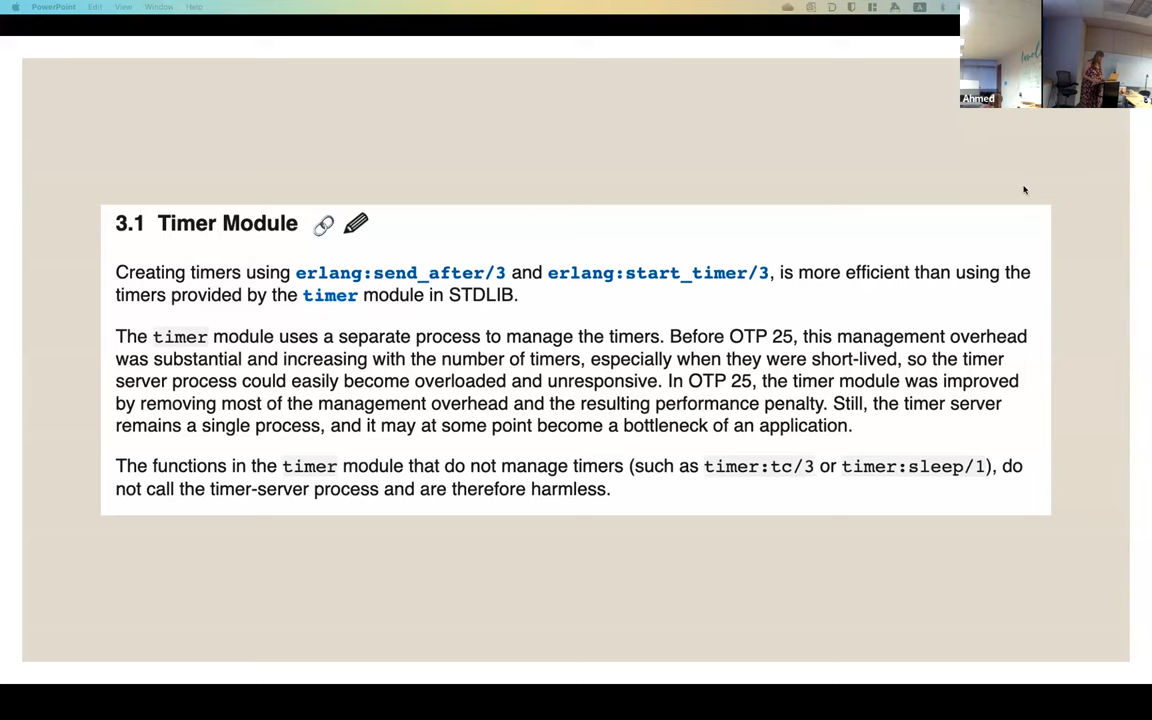 PowerPoint Edit View Window Help
Ahmed
3.1 Timer Module
Creating timers using erlang:send_after/3 and erlang:start_timer/3, is more efficient than using the
timers provided by the timer module in STDLIB.
The timer module uses a separate process to manage the timers. Before OTP 25, this management overhead
was substantial and increasing with the number of timers, especially when they were short-lived, so the timer
server process could easily become overloaded and unresponsive. In OTP 25, the timer module was improved
by removing most of the management overhead and the resulting performance penalty. Still, the timer server
remains a single process, and it may at some point become a bottleneck of an application.
The functions in the timer module that do not manage timers (such as timer:tc/3 or timer:sleep/1), do
not call the timer-server process and are therefore harmless.